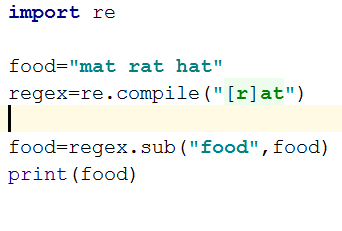 import re
food="mat rat hat"
regex=re.compile("[r]at")
food=regex.sub("food",food)
print(food)